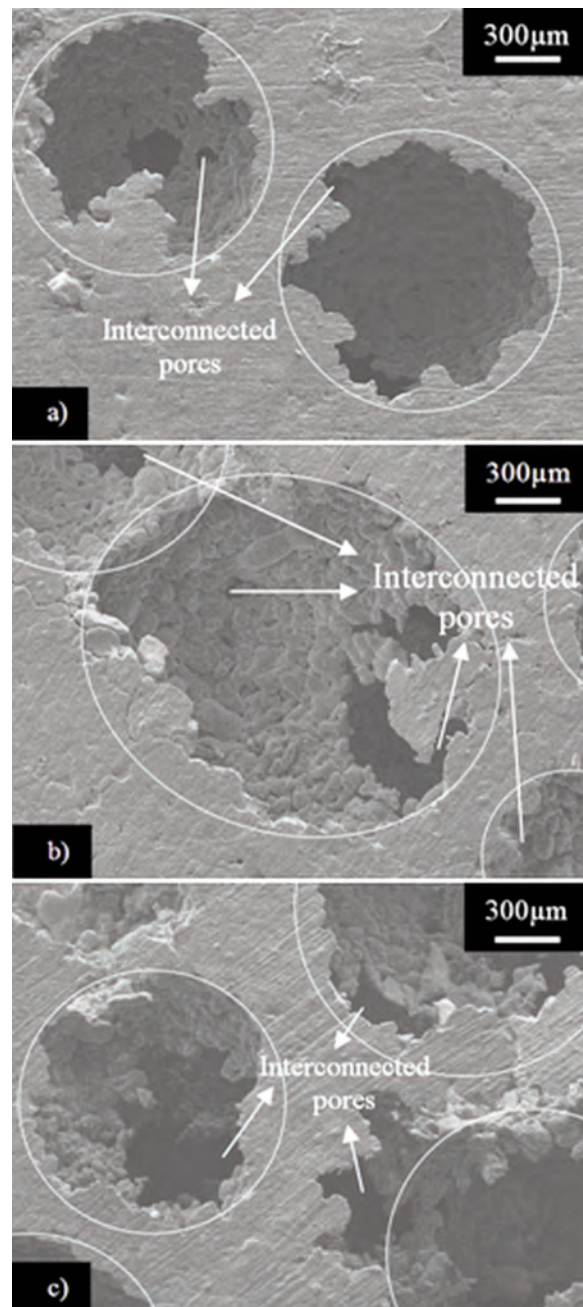 300μm
Interconnected
pores
a)
300μm
Interconnected
pores
b)
300μm
Interconnected
pores
c)